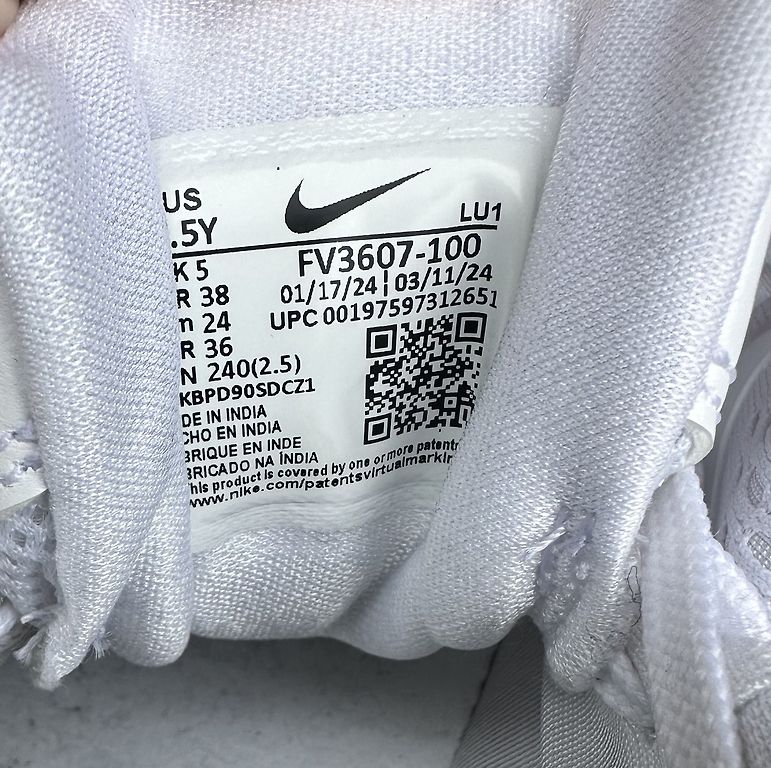 US
.5Y
LU1
K 5
FV3607-100
R 38
01/17/24 | 03/11/24
m 24
UPC 00197597312651
R 36
N 240(2.5)
KBPD90SDCZ1
DE IN INDIA
CHO EN INDIA
BRIQUE EN INDE
BRICADO NA ÍNDIA
This product is covered by one or more patents
www.nike.com/patentsvirtualmarkin